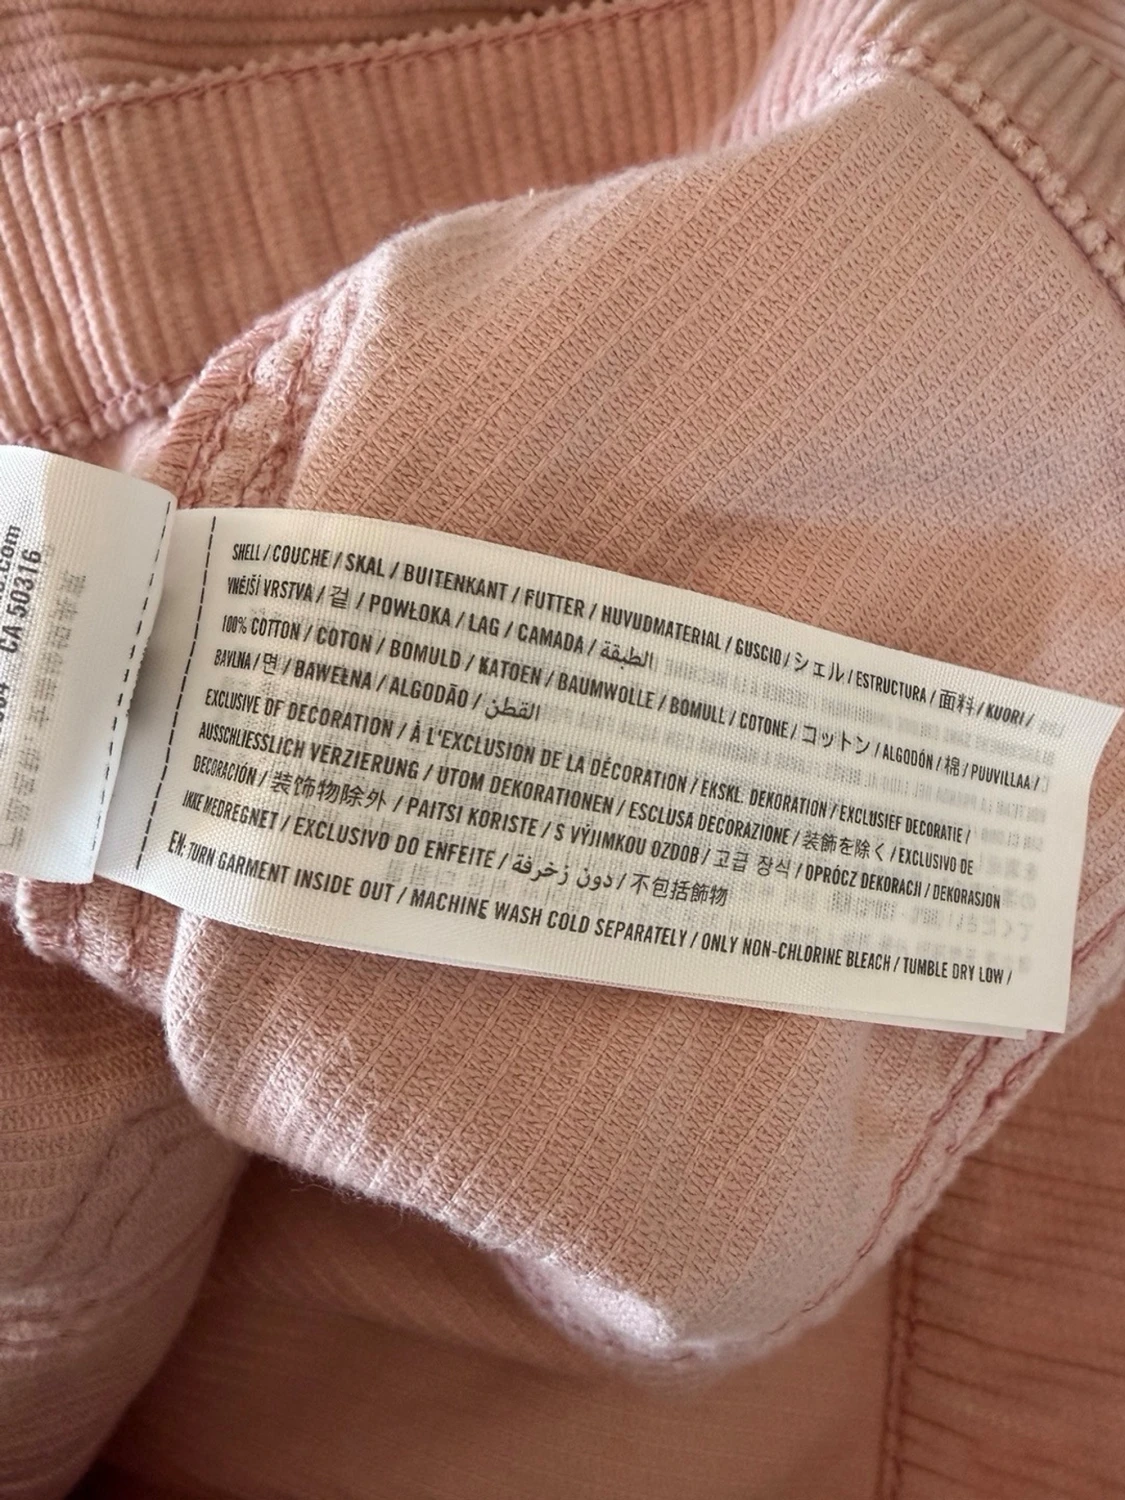 .com
CA 50316
SHELL / COUCHE / SKAL / BUITENKANT / FUTTER / HUVUDMATERIAL / GUSCIO / シェル / ESTRUCTURA / 面料 / KUORI /
VNĚJŠÍ VRSTVA / 겉 / POWŁOKA / LAG / CAMADA / الطبقة
100% COTTON / COTON / BOMULD / KATOEN / BAUMWOLLE / BOMULL / COTONE / コットン / ALGODÓN / 棉 / PUUVILLAA /
BAVLNA / 면 / BAWEŁNA / ALGODÃO / القطن
EXCLUSIVE OF DECORATION / À L'EXCLUSION DE LA DÉCORATION / EKSKL. DEKORATION / EXCLUSIEF DECORATIE /
AUSSCHLIESSLICH VERZIERUNG / UTOM DEKORATIONEN / ESCLUSA DECORAZIONE / 装飾を除く / EXCLUSIVO DE
DECORACIÓN / 装饰物除外 / PAITSI KORISTE / S VÝJIMKOU OZDOB / 고급 장식 / OPRÓCZ DEKORACJI / DEKORASJON
IKKE MEDREGNET / EXCLUSIVO DO ENFEITE / دون زخرفة / 不包括飾物
EN: TURN GARMENT INSIDE OUT / MACHINE WASH COLD SEPARATELY / ONLY NON-CHLORINE BLEACH / TUMBLE DRY LOW /